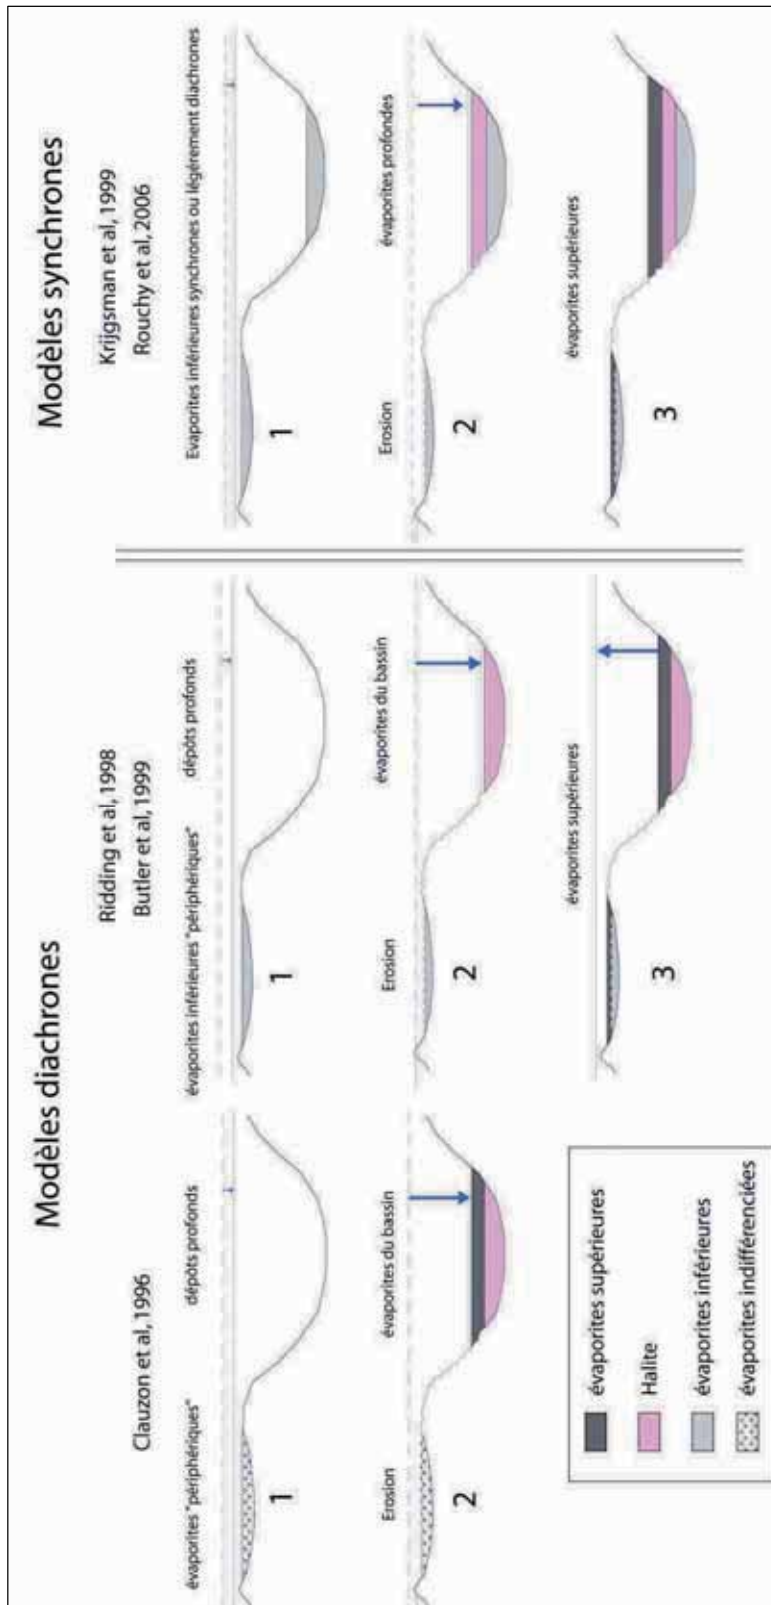 Modèles diachrones
Modèles synchrones
Clauzon et al, 1996
Ridding et al, 1998
Butler et al, 1999
Krijgsman et al, 1999
Rouchy et al, 2006
évaporites "périphériques"
dépôts profonds
1
Erosion
évaporites du bassin
2
évaporites inférieures "périphériques"
dépôts profonds
1
Erosion
évaporites du bassin
2
évaporites supérieures
3
Evaporites inférieures synchrones ou légérement diachrones
1
Erosion
évaporites profondes
2
évaporites supérieures
3
évaporites supérieures
Halite
évaporites inférieures
évaporites indifférenciées